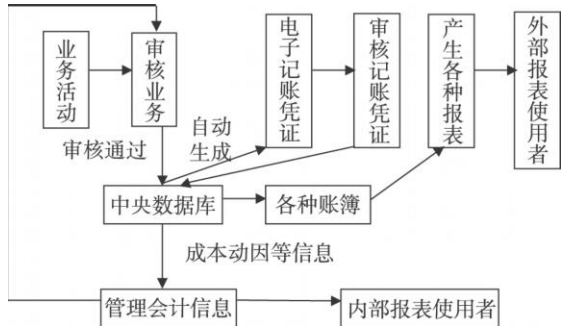 业务活动
审核业务
电子记账凭证
审核记账凭证
产生各种报表
外部报表使用者
审核通过
自动
生成
中央数据库
各种账簿
成本动因等信息
管理会计信息
内部报表使用者